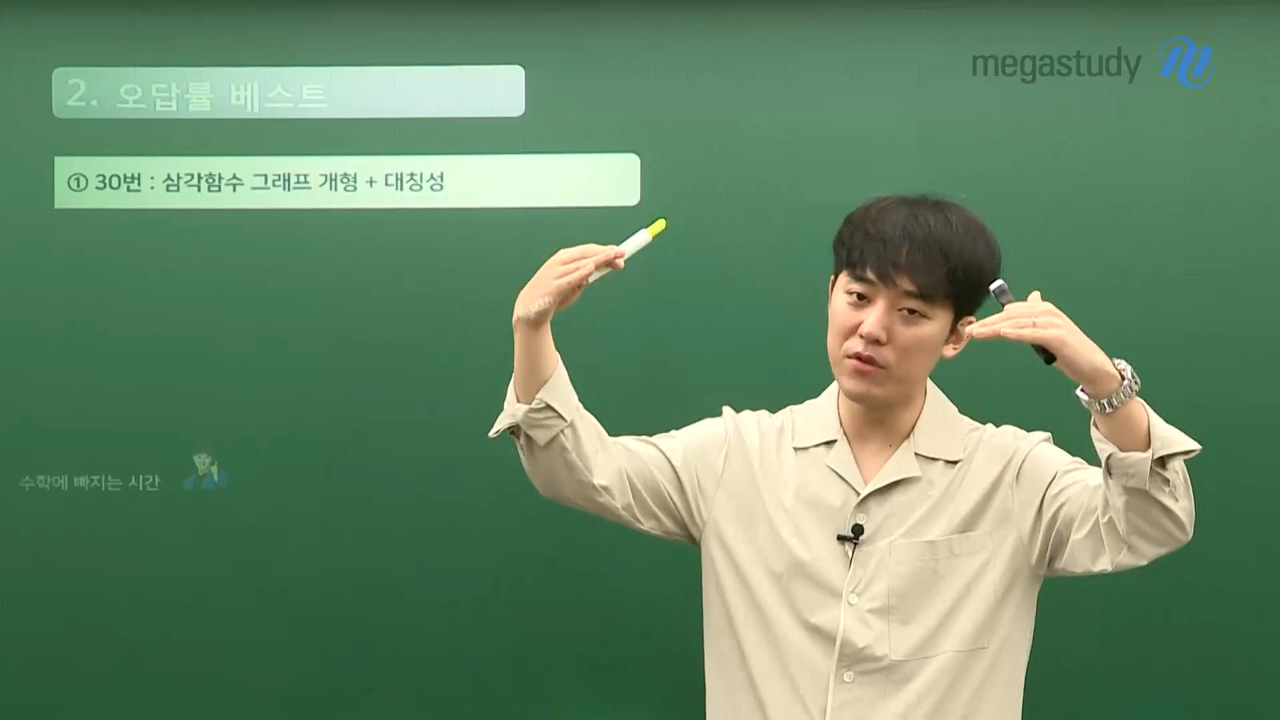 megastudy
2. 오답률 베스트
① 30번 : 삼각함수 그래프 개형 + 대칭성
수학에 빠지는 시간